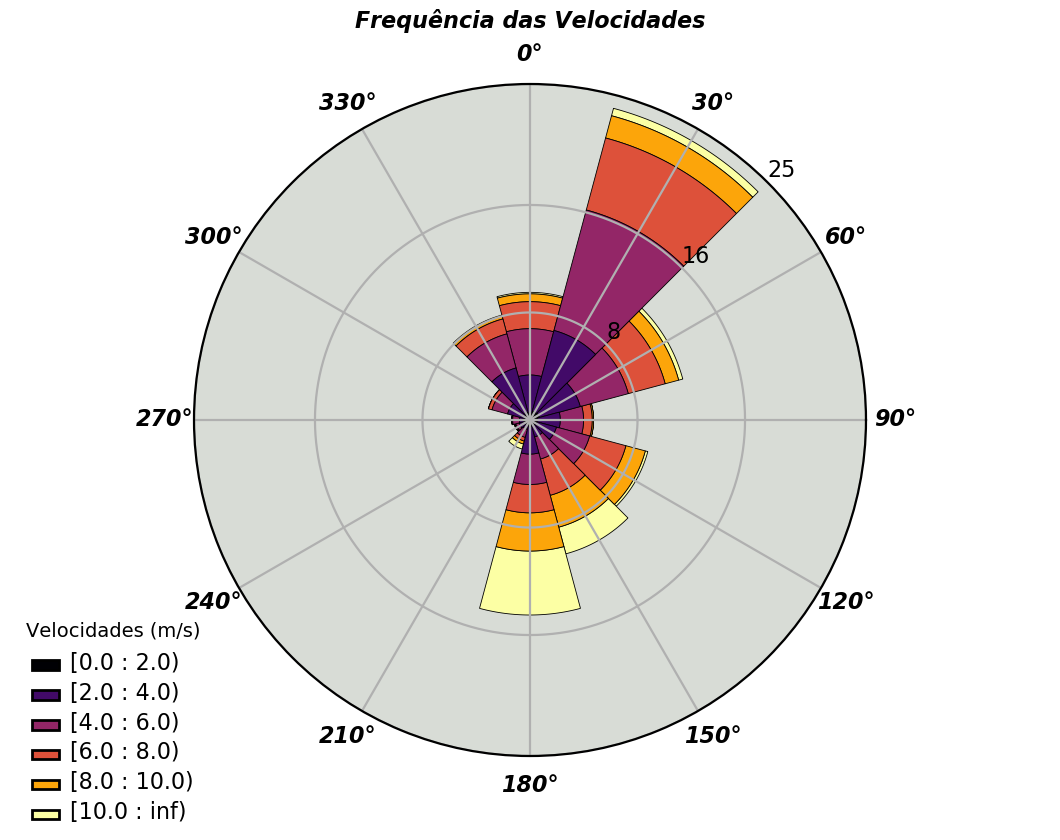 Frequência das Velocidades
0°
330°
30°
25
300°
60°
16
8
270°
90°
240°
120°
Velocidades (m/s)
[0.0 : 2.0)
[2.0 : 4.0)
[4.0 : 6.0)
210°
150°
[6.0 : 8.0)
[8.0 : 10.0)
180°
[10.0 : inf)